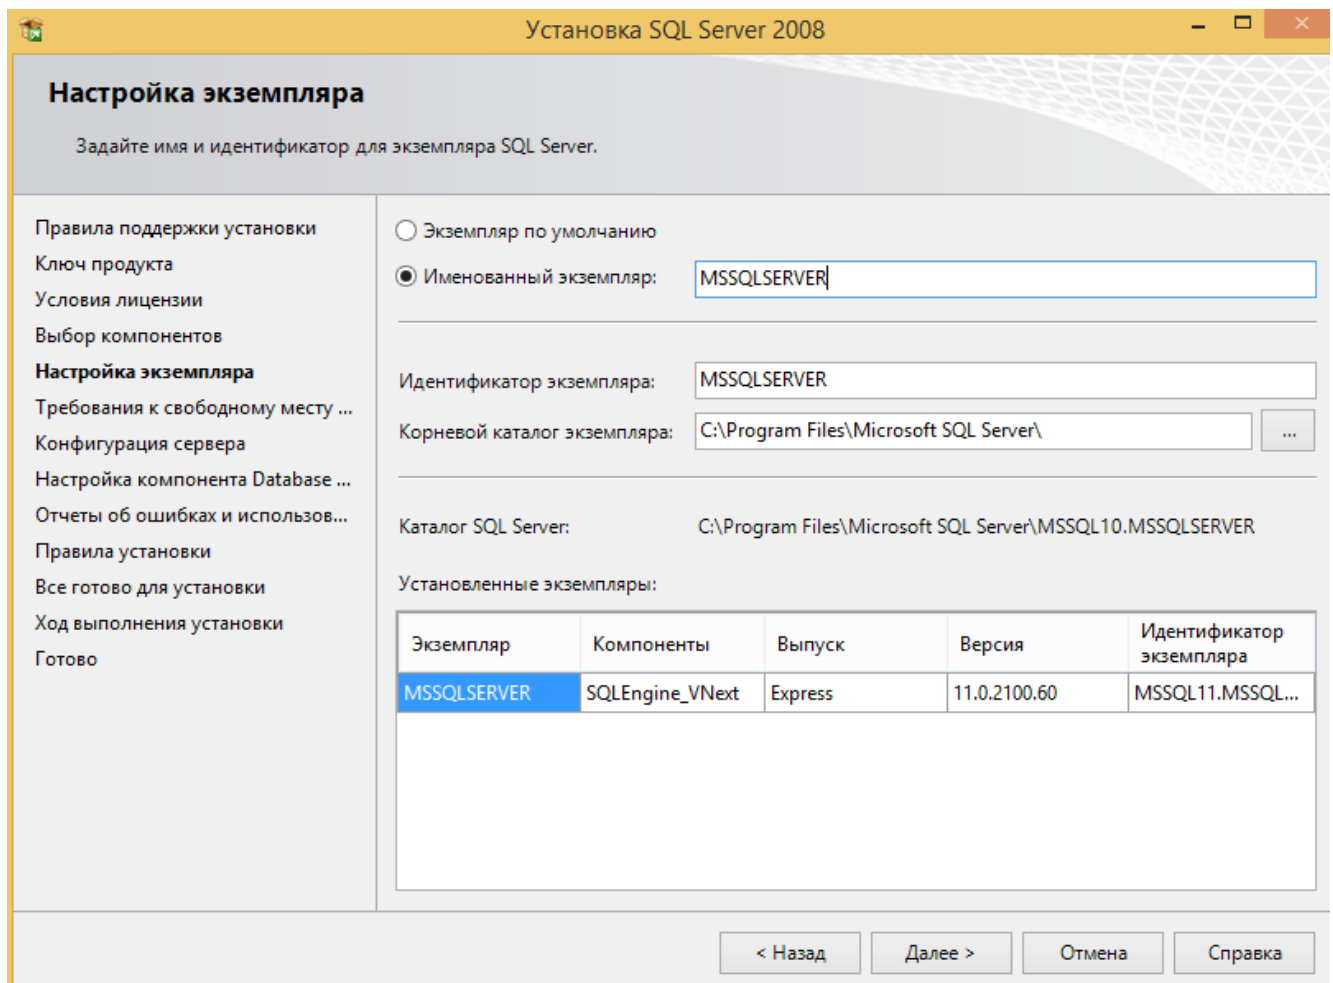 Установка SQL Server 2008
Настройка экземпляра
Задайте имя и идентификатор для экземпляра SQL Server.
Правила поддержки установки
Ключ продукта
Условия лицензии
Выбор компонентов
Настройка экземпляра
Требования к свободному месту ...
Конфигурация сервера
Настройка компонента Database ...
Отчеты об ошибках и использов...
Правила установки
Все готово для установки
Ход выполнения установки
Готово
Экземпляр по умолчанию
Именованный экземпляр: MSSQLSERVER
Идентификатор экземпляра: MSSQLSERVER
Корневой каталог экземпляра: C:\Program Files\Microsoft SQL Server\ ...
Каталог SQL Server: C:\Program Files\Microsoft SQL Server\MSSQL10.MSSQLSERVER
Установленные экземпляры:
Экземпляр Компоненты Выпуск Версия Идентификатор экземпляра
MSSQLSERVER SQLEngine_VNext Express 11.0.2100.60 MSSQL11.MSSQL...
< Назад Далее > Отмена Справка